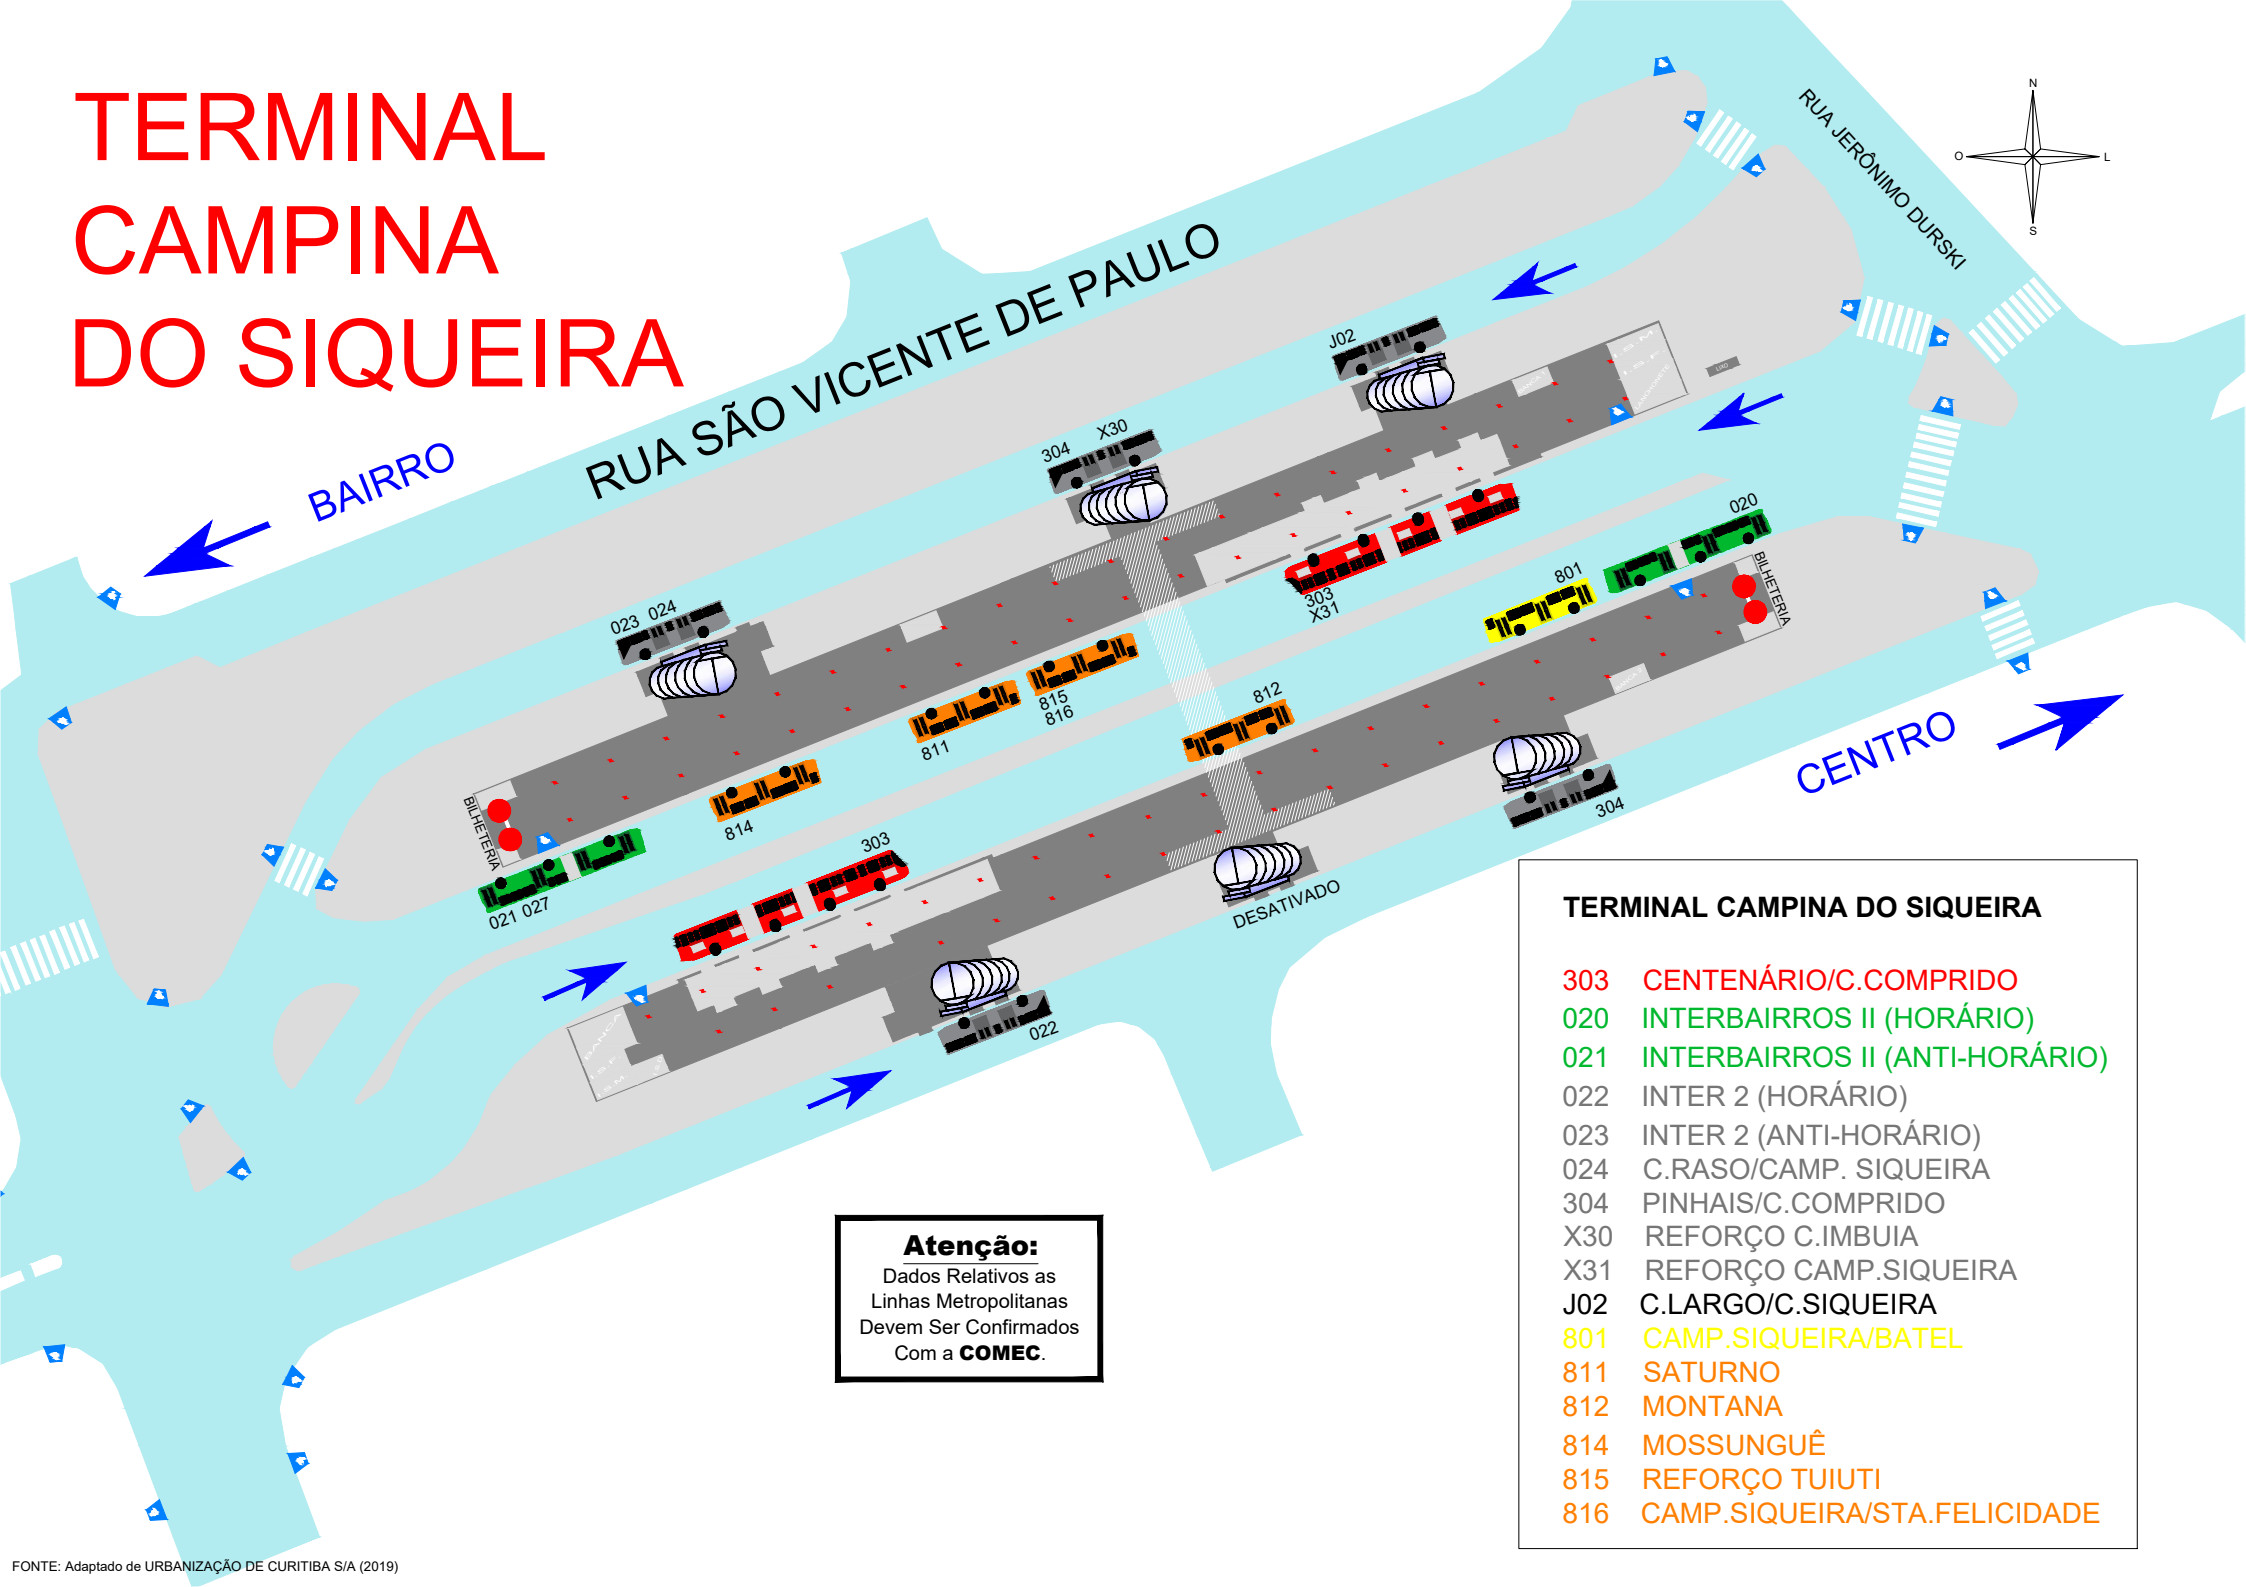 TERMINAL
CAMPINA
DO SIQUEIRA
RUA JERÔNIMO DURSKI
N
O
L
S
RUA SÃO VICENTE DE PAULO
BAIRRO
J02
304 X30
023 024
303
X31
020
801
BILHETERIA
LIXO
815
816
811
812
814
BILHETERIA
021 027
303
304
DESATIVADO
022
BANCA
CENTRO
TERMINAL CAMPINA DO SIQUEIRA
303 CENTENÁRIO/C.COMPRIDO
020 INTERBAIRROS II (HORÁRIO)
021 INTERBAIRROS II (ANTI-HORÁRIO)
022 INTER 2 (HORÁRIO)
023 INTER 2 (ANTI-HORÁRIO)
024 C.RASO/CAMP. SIQUEIRA
304 PINHAIS/C.COMPRIDO
X30 REFORÇO C.IMBUIA
X31 REFORÇO CAMP.SIQUEIRA
J02 C.LARGO/C.SIQUEIRA
801 CAMP.SIQUEIRA/BATEL
811 SATURNO
812 MONTANA
814 MOSSUNGUÊ
815 REFORÇO TUIUTI
816 CAMP.SIQUEIRA/STA.FELICIDADE
Atenção:
Dados Relativos as
Linhas Metropolitanas
Devem Ser Confirmados
Com a COMEC.
FONTE: Adaptado de URBANIZAÇÃO DE CURITIBA S/A (2019)